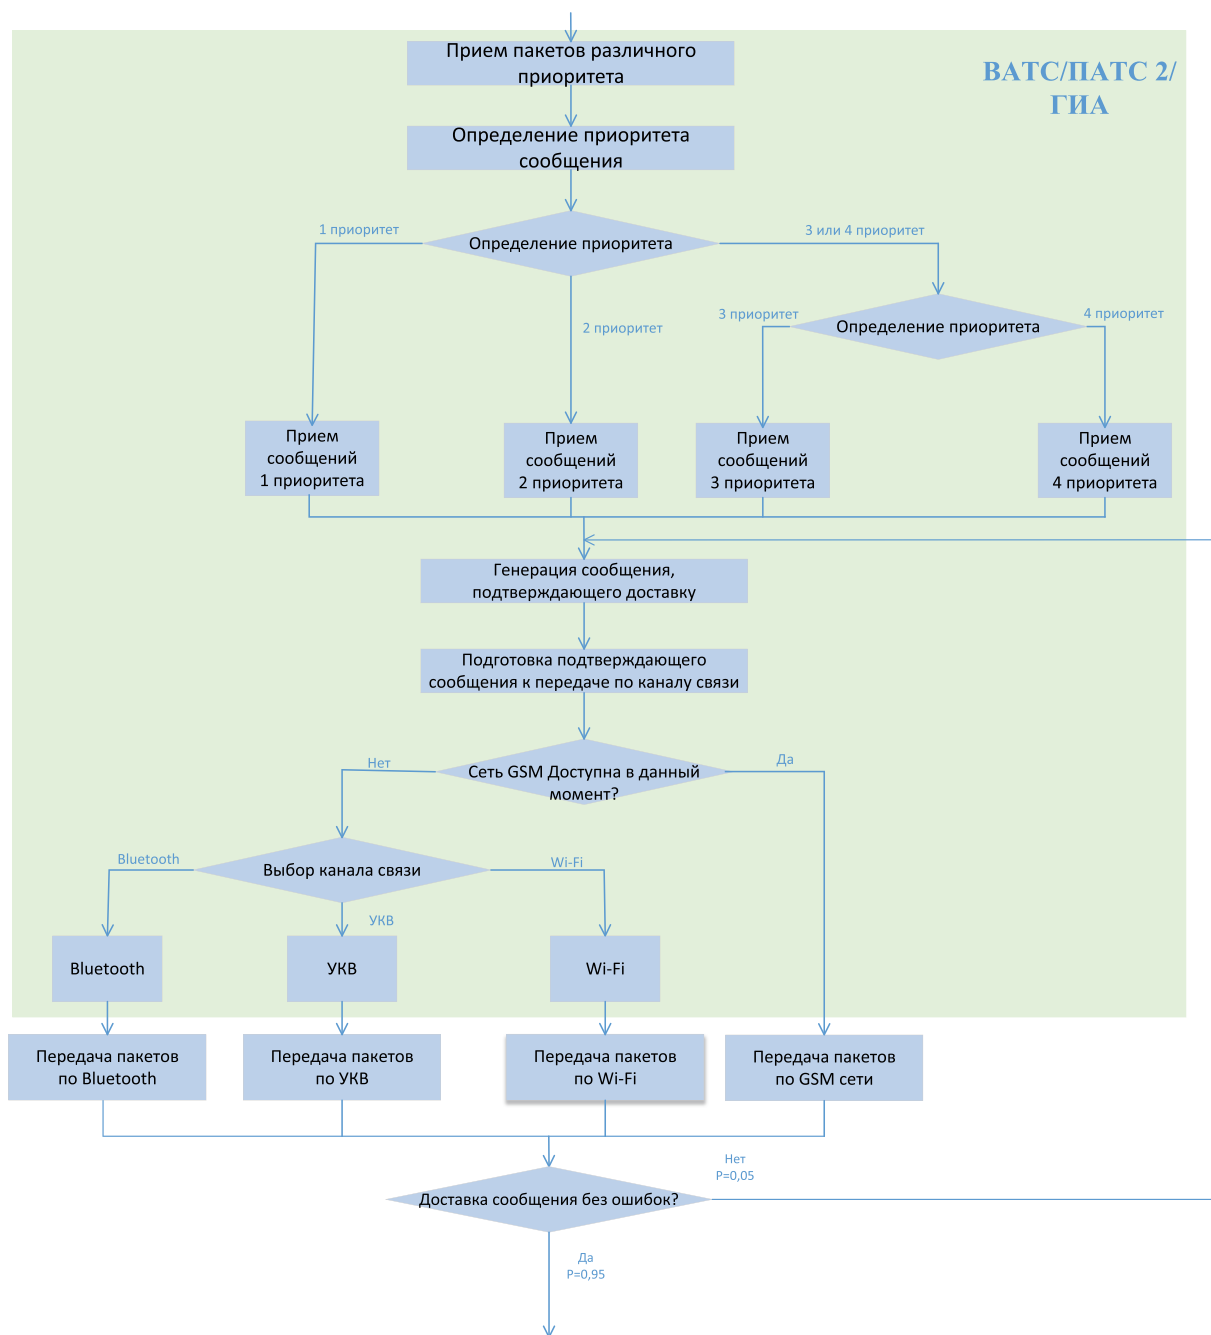 Прием пакетов различного
приоритета
ВАТС/ПАТС 2/
ГИА
Определение приоритета
сообщения
1 приоритет
Определение приоритета
3 или 4 приоритет
2 приоритет
3 приоритет
Определение приоритета
4 приоритет
Прием
сообщений
1 приоритета
Прием
сообщений
2 приоритета
Прием
сообщений
3 приоритета
Прием
сообщений
4 приоритета
Генерация сообщения,
подтверждающего доставку
Подготовка подтверждающего
сообщения к передаче по каналу связи
Нет
Сеть GSM Доступна в данный
момент?
Да
Bluetooth
Выбор канала связи
Wi-Fi
УКВ
Bluetooth
УКВ
Wi-Fi
Передача пакетов
по Bluetooth
Передача пакетов
по УКВ
Передача пакетов
по Wi-Fi
Передача пакетов
по GSM сети
Нет
P=0,05
Доставка сообщения без ошибок?
Да
P=0,95